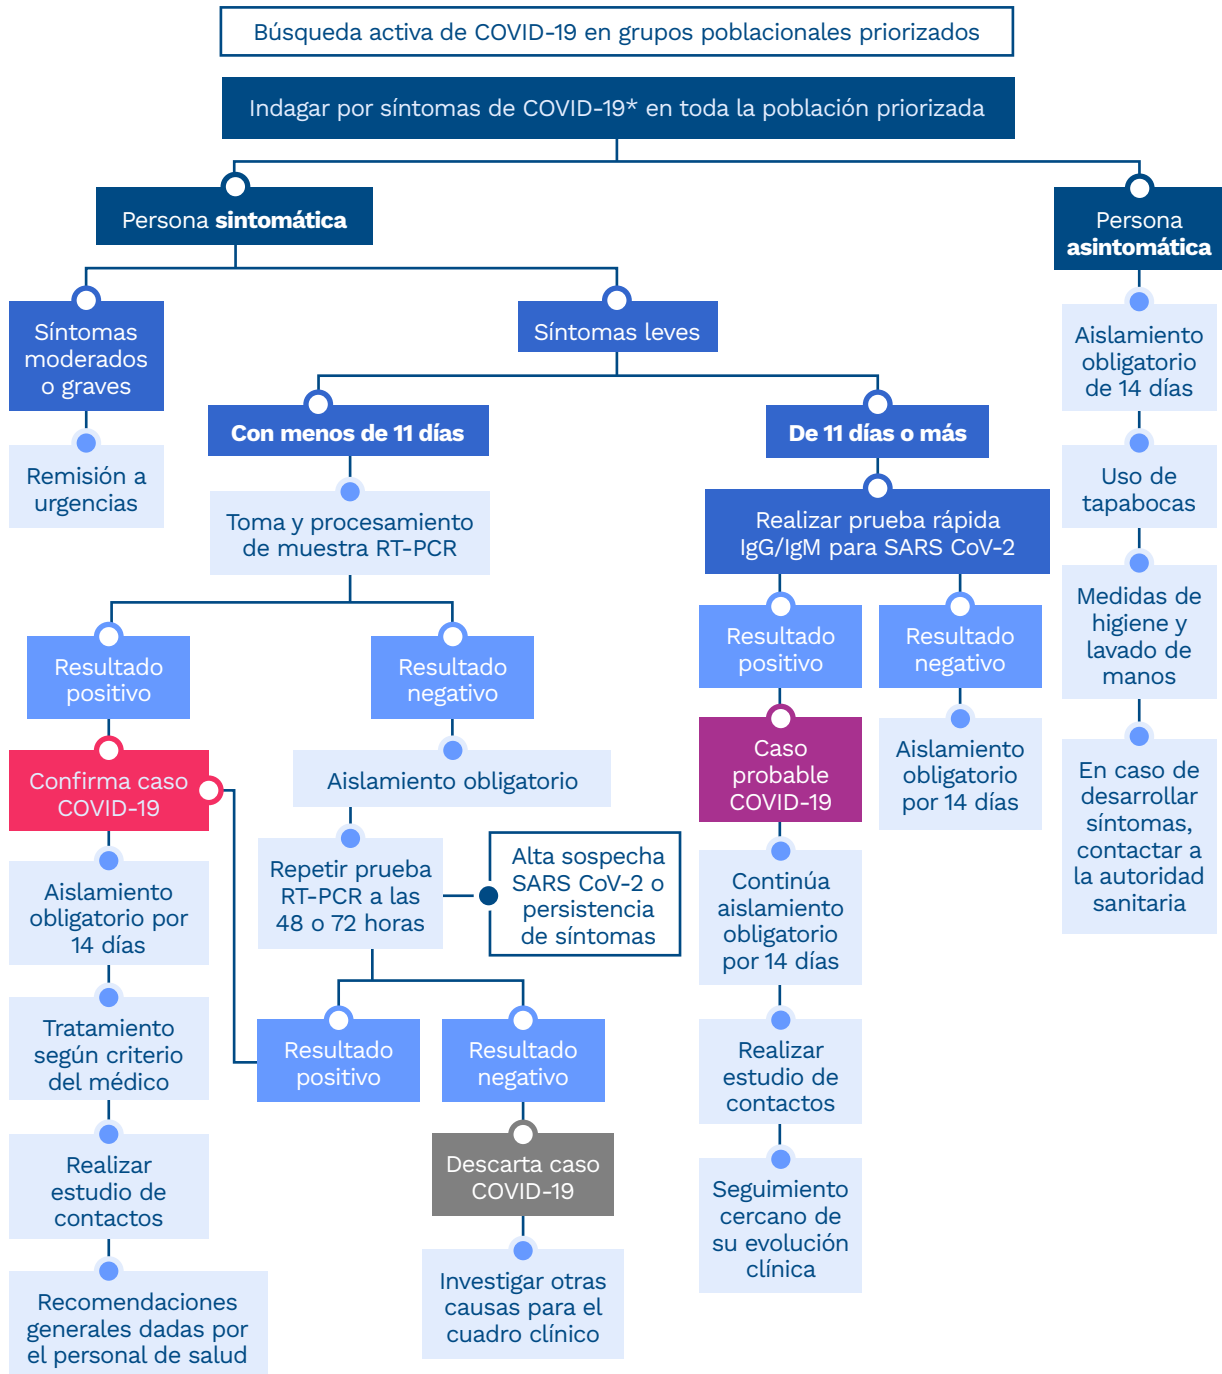 Búsqueda activa de COVID-19 en grupos poblacionales priorizados
Indagar por síntomas de COVID-19* en toda la población priorizada
Persona sintomática
Persona
asintomática
Síntomas
moderados
o graves
Remisión a
urgencias
Síntomas leves
Con menos de 11 días
Toma y procesamiento
de muestra RT-PCR
Resultado
positivo
Confirma caso
COVID-19
Aislamiento
obligatorio por
14 días
Tratamiento
según criterio
del médico
Realizar
estudio de
contactos
Recomendaciones
generales dadas por
el personal de salud
Resultado
negativo
Aislamiento obligatorio
Repetir prueba
RT-PCR a las
48 o 72 horas
Alta sospecha
SARS CoV-2 o
persistencia
de síntomas
Resultado
positivo
Resultado
negativo
Descarta caso
COVID-19
Investigar otras
causas para el
cuadro clínico
De 11 días o más
Realizar prueba rápida
IgG/IgM para SARS CoV-2
Resultado
positivo
Caso
probable
COVID-19
Continúa
aislamiento
obligatorio
por 14 días
Realizar
estudio de
contactos
Seguimiento
cercano de
su evolución
clínica
Resultado
negativo
Aislamiento
obligatorio
por 14 días
Aislamiento
obligatorio
de 14 días
Uso de
tapabocas
Medidas de
higiene y
lavado de
manos
En caso de
desarrollar
síntomas,
contactar a
la autoridad
sanitaria